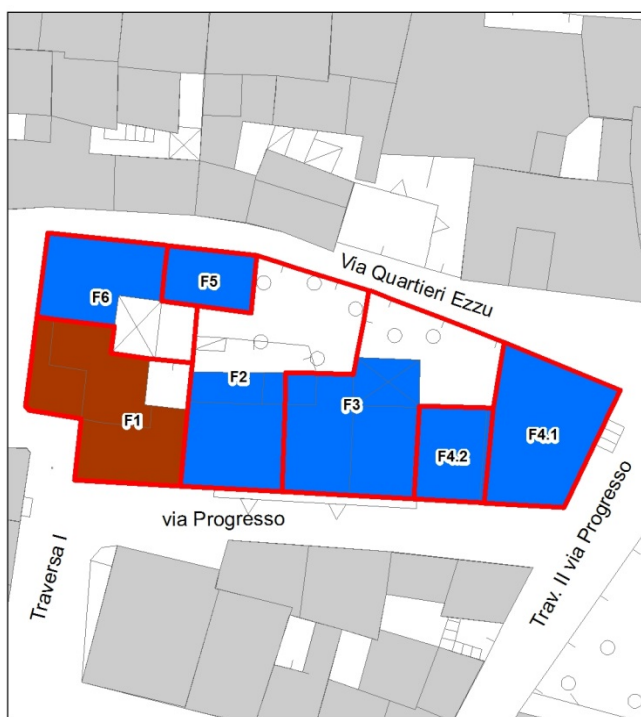 Via Quartieri Ezzu
F5
F6
F2
F3
F1
F4.2
F4.1
via Progresso
Traversa I
Trav. II via Progresso